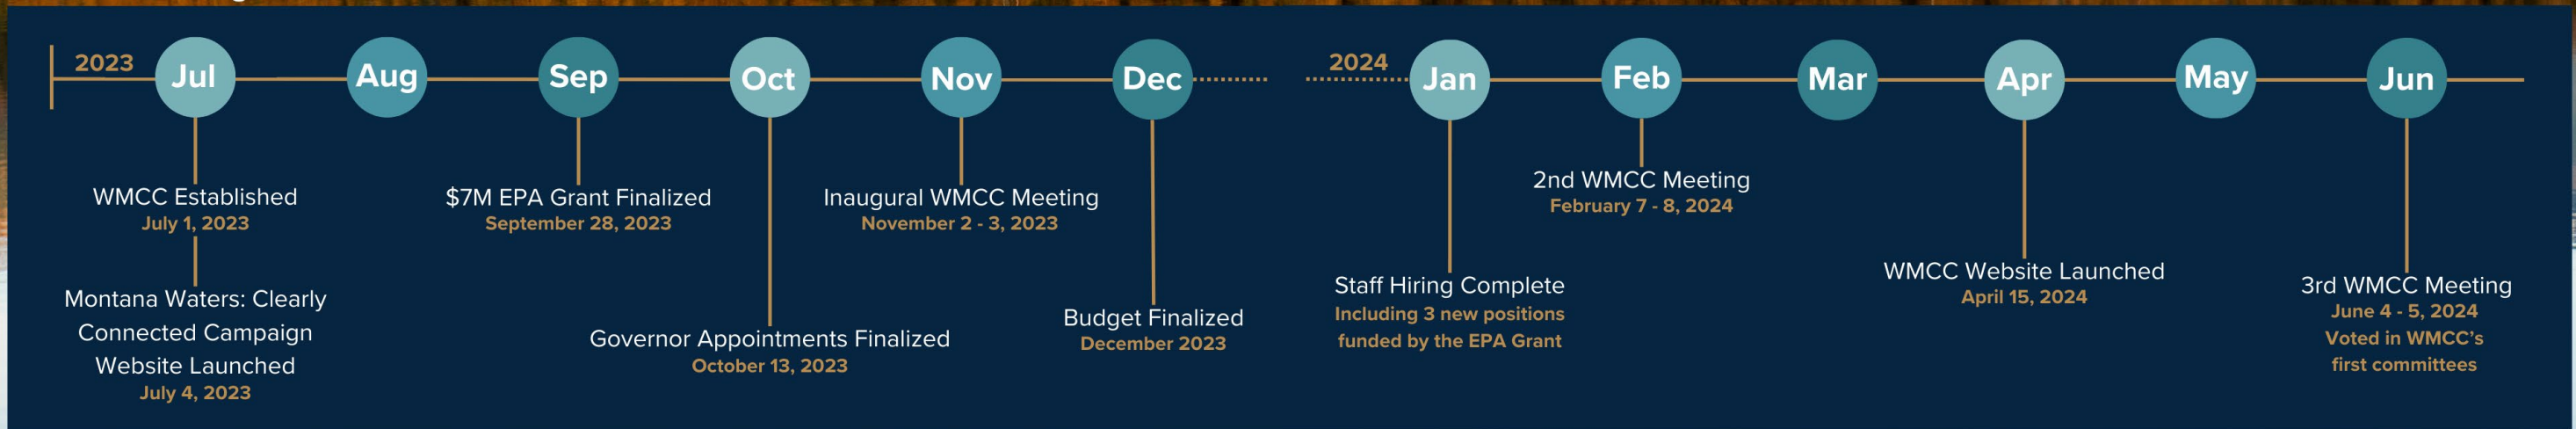 2023
Jul
Aug
Sep
Oct
Nov
Dec
2024
Jan
Feb
Mar
Apr
May
Jun
WMCC Established
July 1, 2023
Montana Waters: Clearly
Connected Campaign
Website Launched
July 4, 2023
$7M EPA Grant Finalized
September 28, 2023
Governor Appointments Finalized
October 13, 2023
Inaugural WMCC Meeting
November 2 - 3, 2023
Budget Finalized
December 2023
Staff Hiring Complete
Including 3 new positions
funded by the EPA Grant
2nd WMCC Meeting
February 7 - 8, 2024
WMCC Website Launched
April 15, 2024
3rd WMCC Meeting
June 4 - 5, 2024
Voted in WMCC’s
first committees